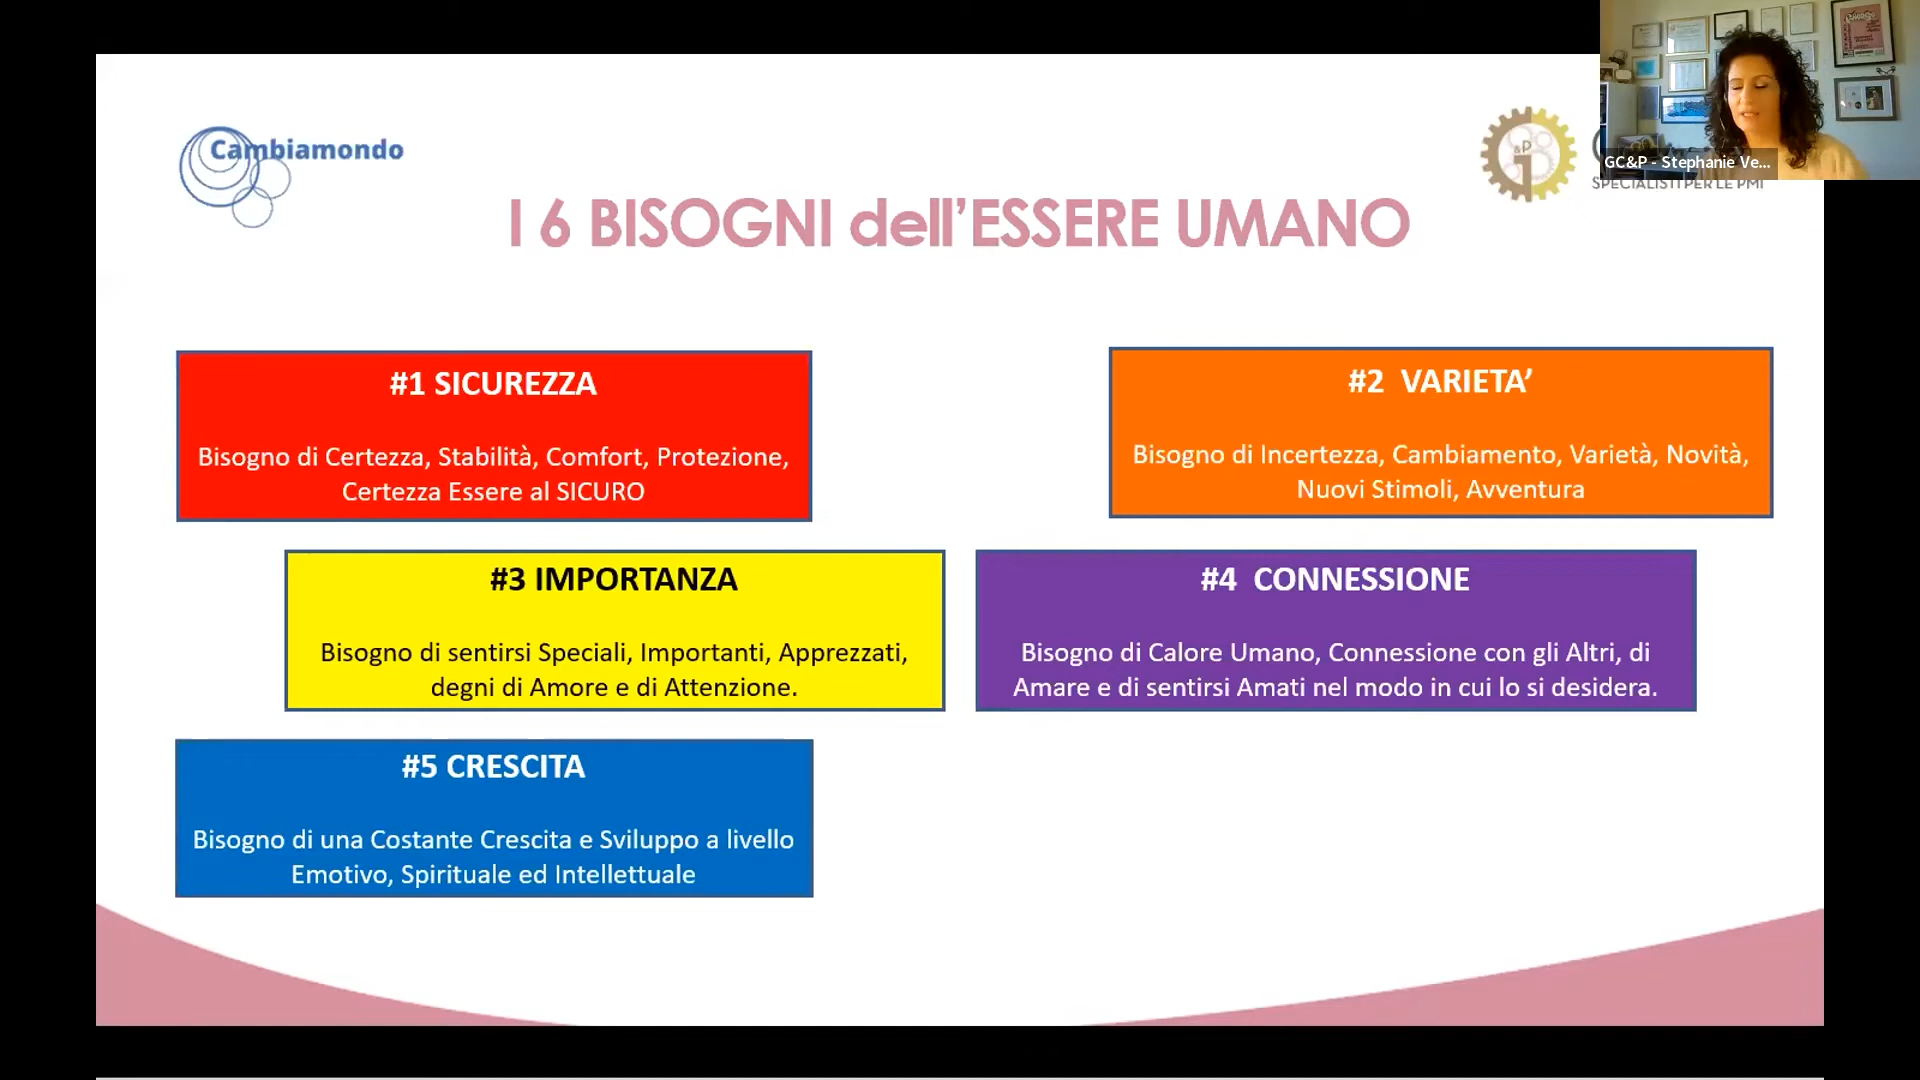 Cambiamondo
&P
GC&P - Stephanie Ve...
SPECIALISTI PER LE PMI
I 6 BISOGNI dell’ESSERE UMANO
#1 SICUREZZA
Bisogno di Certezza, Stabilità, Comfort, Protezione,
Certezza Essere al SICURO
#2 VARIETA’
Bisogno di Incertezza, Cambiamento, Varietà, Novità,
Nuovi Stimoli, Avventura
#3 IMPORTANZA
Bisogno di sentirsi Speciali, Importanti, Apprezzati,
degni di Amore e di Attenzione.
#4 CONNESSIONE
Bisogno di Calore Umano, Connessione con gli Altri, di
Amare e di sentirsi Amati nel modo in cui lo si desidera.
#5 CRESCITA
Bisogno di una Costante Crescita e Sviluppo a livello
Emotivo, Spirituale ed Intellettuale